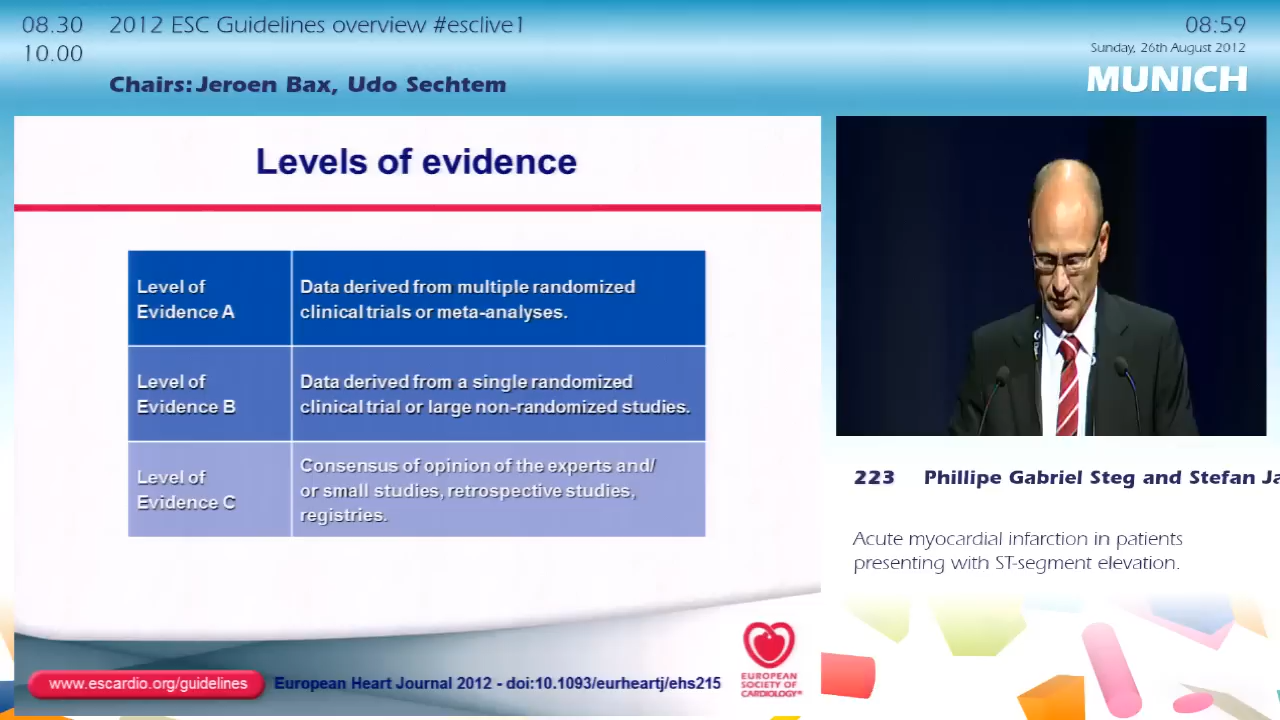 08.30
10.00
2012 ESC Guidelines overview #esclive1
Chairs: Jeroen Bax, Udo Sechtem
08:59
Sunday, 26th August 2012
MUNICH
Levels of evidence
Level of
Evidence A
Data derived from multiple randomized
clinical trials or meta-analyses.
Level of
Evidence B
Data derived from a single randomized
clinical trial or large non-randomized studies.
Level of
Evidence C
Consensus of opinion of the experts and/
or small studies, retrospective studies,
registries.
www.escardio.org/guidelines
European Heart Journal 2012 - doi:10.1093/eurheartj/ehs215
EUROPEAN
SOCIETY OF
CARDIOLOGY®
223 Phillipe Gabriel Steg and Stefan Ja
Acute myocardial infarction in patients
presenting with ST-segment elevation.